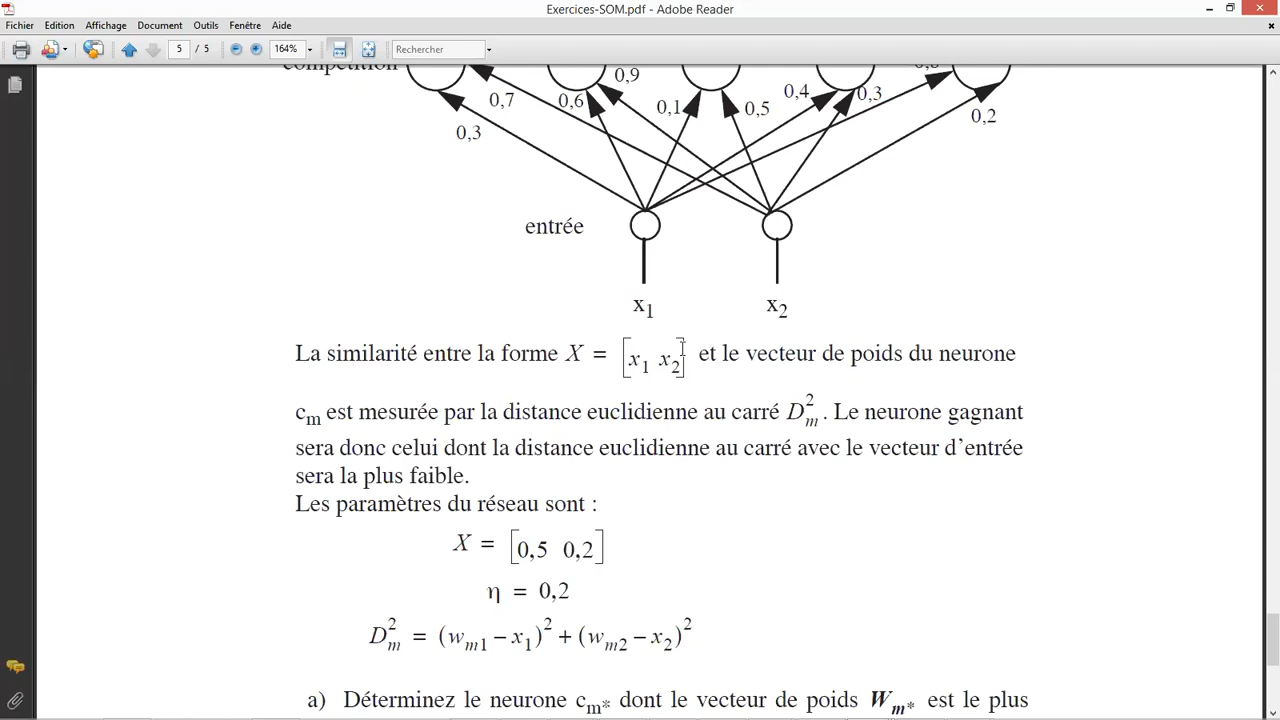 Exercices-SOM.pdf - Adobe Reader
Fichier Edition Affichage Document Outils Fenêtre Aide
5 / 5 164% Rechercher
compétition
0,9
0,7 0,6 0,1 0,5 0,4 0,3
0,3 0,2
entrée
x1 x2
La similarité entre la forme X = [x1 x2] et le vecteur de poids du neurone
cm est mesurée par la distance euclidienne au carré D²m. Le neurone gagnant
sera donc celui dont la distance euclidienne au carré avec le vecteur d’entrée
sera la plus faible.
Les paramètres du réseau sont :
X = [0,5 0,2]
η = 0,2
D²m = (wm1 – x1)² + (wm2 – x2)²
a) Déterminez le neurone cm* dont le vecteur de poids Wm* est le plus